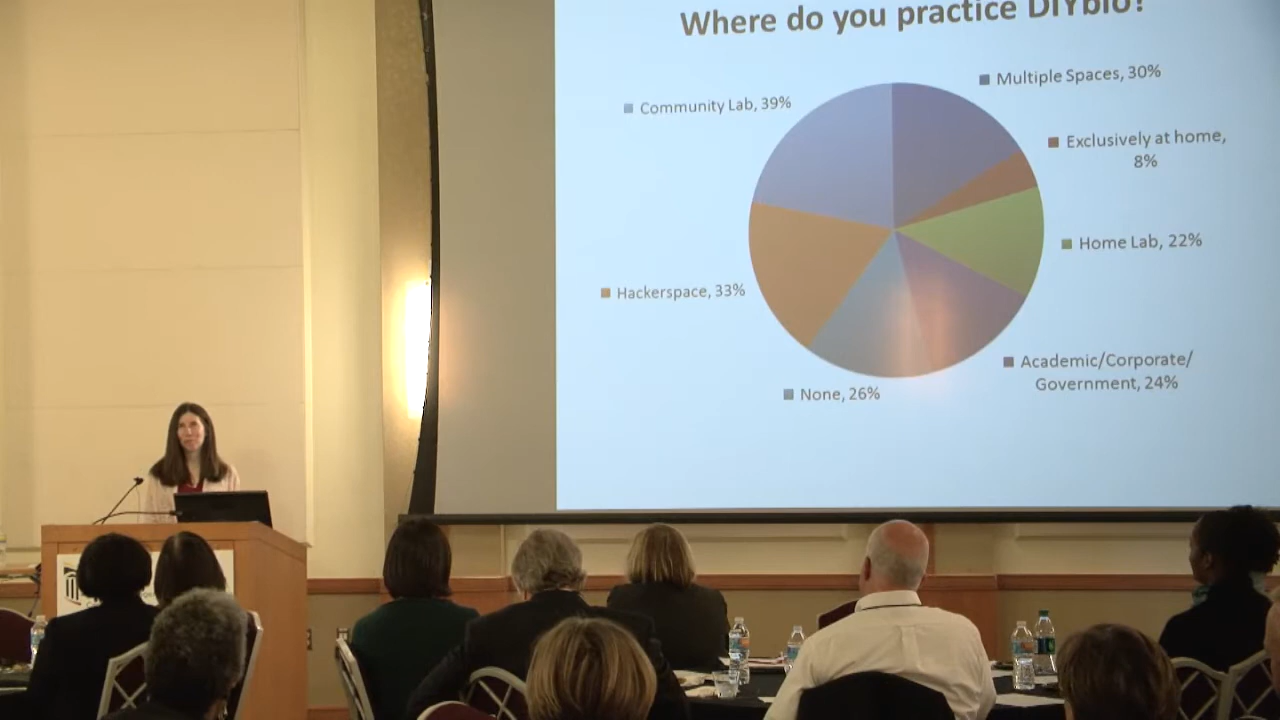 Where do you practice DIYbio?
Multiple Spaces, 30%
Community Lab, 39%
Exclusively at home,
8%
Home Lab, 22%
Hackerspace, 33%
Academic/Corporate/
Government, 24%
None, 26%